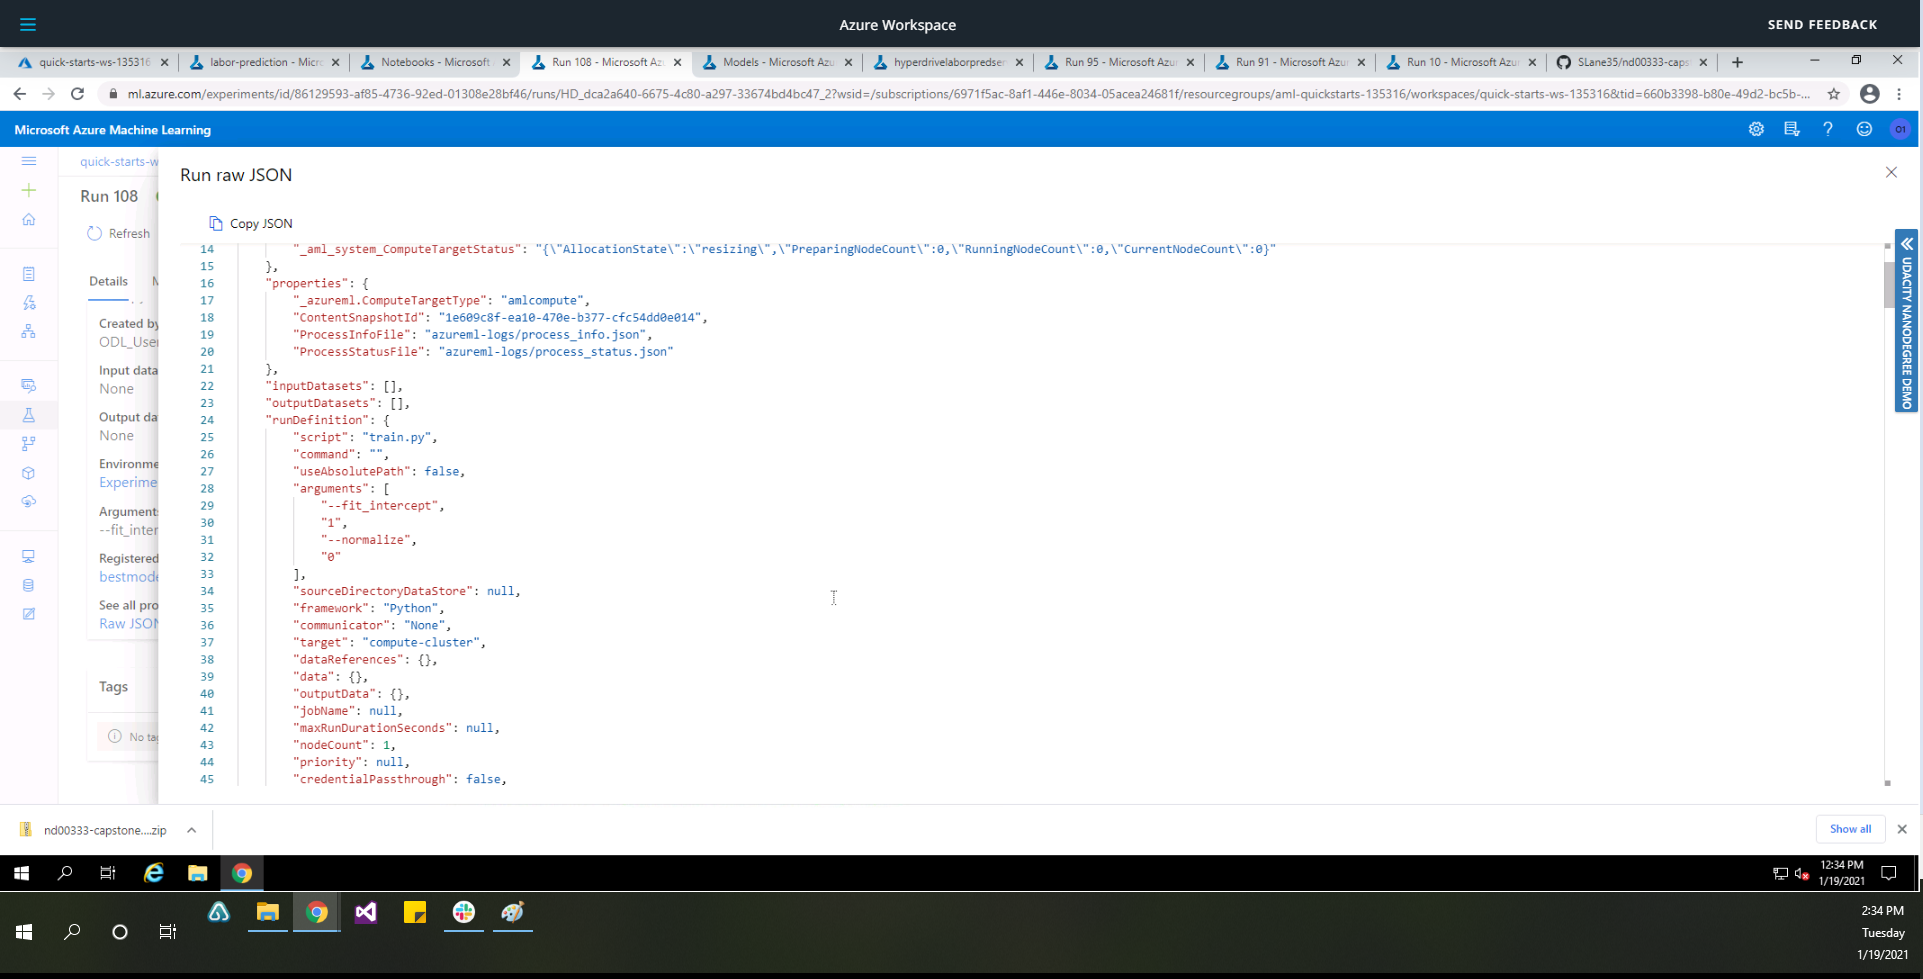 Azure Workspace
SEND FEEDBACK
quick-starts-ws-135316
labor-prediction - Micro
Notebooks - Microsoft
Run 108 - Microsoft Az
Models - Microsoft Azu
hyperdrivelaborpredser
Run 95 - Microsoft Azur
Run 91 - Microsoft Azur
Run 10 - Microsoft Azur
SLane35/nd00333-caps
ml.azure.com/experiments/id/86129593-af85-4736-92ed-01308e28bf46/runs/HD_dca2a640-6675-4c80-a297-33674bd4bc47_2?wsid=/subscriptions/6971f5ac-8af1-446e-8034-05acea24681f/resourcegroups/aml-quickstarts-135316/workspaces/quick-starts-ws-135316&tid=660b3398-b80e-49d2-bc5b-...
Microsoft Azure Machine Learning
01
quick-starts-w
Run 108
Refresh
Details
Created by
ODL_User
Input data
None
Output da
None
Environme
Experime
Argument
--fit_inter
Registered
bestmode
See all pro
Raw JSON
Tags
No tag
Run raw JSON
Copy JSON
14 "_aml_system_ComputeTargetStatus": "{\"AllocationState\":\"resizing\",\"PreparingNodeCount\":0,\"RunningNodeCount\":0,\"CurrentNodeCount\":0}"
15 },
16 "properties": {
17 "_azureml.ComputeTargetType": "amlcompute",
18 "ContentSnapshotId": "1e609c8f-ea10-470e-b377-cfc54dd0e014",
19 "ProcessInfoFile": "azureml-logs/process_info.json",
20 "ProcessStatusFile": "azureml-logs/process_status.json"
21 },
22 "inputDatasets": [],
23 "outputDatasets": [],
24 "runDefinition": {
25 "script": "train.py",
26 "command": "",
27 "useAbsolutePath": false,
28 "arguments": [
29 "--fit_intercept",
30 "1",
31 "--normalize",
32 "0"
33 ],
34 "sourceDirectoryDataStore": null,
35 "framework": "Python",
36 "communicator": "None",
37 "target": "compute-cluster",
38 "dataReferences": {},
39 "data": {},
40 "outputData": {},
41 "jobName": null,
42 "maxRunDurationSeconds": null,
43 "nodeCount": 1,
44 "priority": null,
45 "credentialPassthrough": false,
UDACITY NANODEGREE DEMO
nd00333-capstone....zip
Show all
12:34 PM
1/19/2021
2:34 PM
Tuesday
1/19/2021